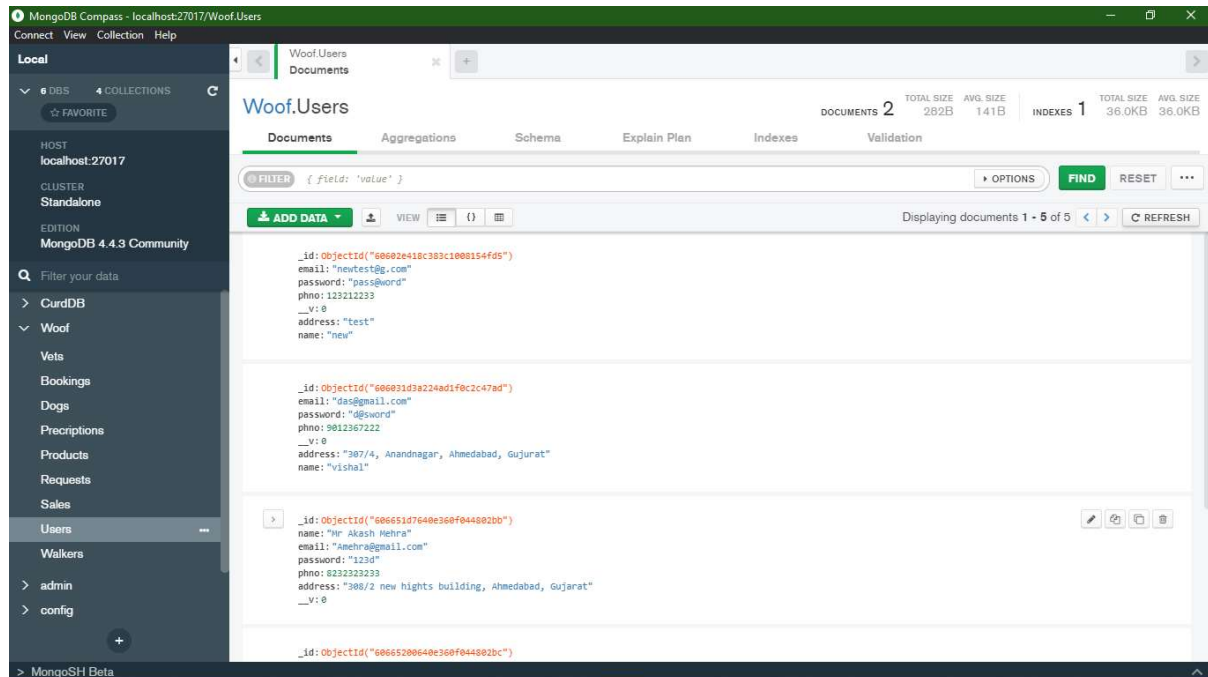 MongoDB Compass - localhost:27017/Woof.Users
Connect View Collection Help
Local
6 DBS 4 COLLECTIONS
☆ FAVORITE
HOST
localhost:27017
CLUSTER
Standalone
EDITION
MongoDB 4.4.3 Community
Filter your data
> CurdDB
Woof
Vets
Bookings
Dogs
Precriptions
Products
Requests
Sales
Users ...
Walkers
> admin
> config
+
> MongoSH Beta
Woof.Users
Documents
+
Woof.Users
DOCUMENTS 2 TOTAL SIZE 282B AVG. SIZE 141B INDEXES 1 TOTAL SIZE 36.0KB AVG. SIZE 36.0KB
Documents Aggregations Schema Explain Plan Indexes Validation
FILTER { field: 'value' } OPTIONS FIND RESET ...
ADD DATA VIEW {} Displaying documents 1 - 5 of 5 < > REFRESH
_id: ObjectId("60602e418c383c1008154fd5")
email: "newtest@g.com"
password: "pass@word"
phno: 123212233
__v: 0
address: "test"
name: "new"
_id: ObjectId("606031d3a224ad1f0c2c47ad")
email: "das@gmail.com"
password: "d@sword"
phno: 9012367222
__v: 0
address: "307/4, Anandnagar, Ahmedabad, Gujurat"
name: "vishal"
_id: ObjectId("606651d7640e360f044802bb")
name: "Mr Akash Mehra"
email: "Amehra@gmail.com"
password: "123d"
phno: 8232323233
address: "308/2 new hights building, Ahmedabad, Gujarat"
__v: 0
_id: ObjectId("60665200640e360f044802bc")